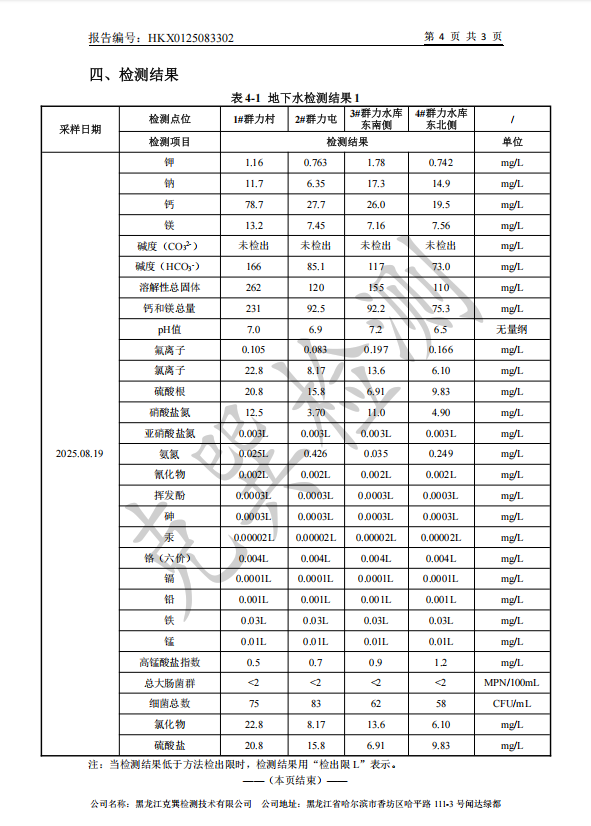 报告编号：HKX0125083302 第 4 页 共 3 页
四、检测结果
表 4-1 地下水检测结果 1
采样日期 检测点位 1#群力村 2#群力屯 3#群力水库东南侧 4#群力水库东北侧 /
检测项目 检测结果 单位
2025.08.19
钾 1.16 0.763 1.78 0.742 mg/L
钠 11.7 6.35 17.3 14.9 mg/L
钙 78.7 27.7 26.0 19.5 mg/L
镁 13.2 7.45 7.16 7.56 mg/L
碱度（CO₃²⁻） 未检出 未检出 未检出 未检出 mg/L
碱度（HCO₃-） 166 85.1 117 73.0 mg/L
溶解性总固体 262 120 155 110 mg/L
钙和镁总量 231 92.5 92.2 75.3 mg/L
pH值 7.0 6.9 7.2 6.5 无量纲
氟离子 0.105 0.083 0.197 0.166 mg/L
氯离子 22.8 8.17 13.6 6.10 mg/L
硫酸根 20.8 15.8 6.91 9.83 mg/L
硝酸盐氮 12.5 3.70 11.0 4.90 mg/L
亚硝酸盐氮 0.003L 0.003L 0.003L 0.003L mg/L
氨氮 0.025L 0.426 0.035 0.249 mg/L
氰化物 0.002L 0.002L 0.002L 0.002L mg/L
挥发酚 0.0003L 0.0003L 0.0003L 0.0003L mg/L
砷 0.0003L 0.0003L 0.0003L 0.0003L mg/L
汞 0.00002L 0.00002L 0.00002L 0.00002L mg/L
铬（六价） 0.004L 0.004L 0.004L 0.004L mg/L
镉 0.0001L 0.0001L 0.0001L 0.0001L mg/L
铅 0.001L 0.001L 0.001L 0.001L mg/L
铁 0.03L 0.03L 0.03L 0.03L mg/L
锰 0.01L 0.01L 0.01L 0.01L mg/L
高锰酸盐指数 0.5 0.7 0.9 1.2 mg/L
总大肠菌群 <2 <2 <2 <2 MPN/100mL
细菌总数 75 83 62 58 CFU/mL
氯化物 22.8 8.17 13.6 6.10 mg/L
硫酸盐 20.8 15.8 6.91 9.83 mg/L
注：当检测结果低于方法检出限时，检测结果用“检出限 L”表示。
——（本页结束）——
公司名称：黑龙江克巽检测技术有限公司 公司地址：黑龙江省哈尔滨市香坊区哈平路 111-3 号闻达绿都
克巽检测